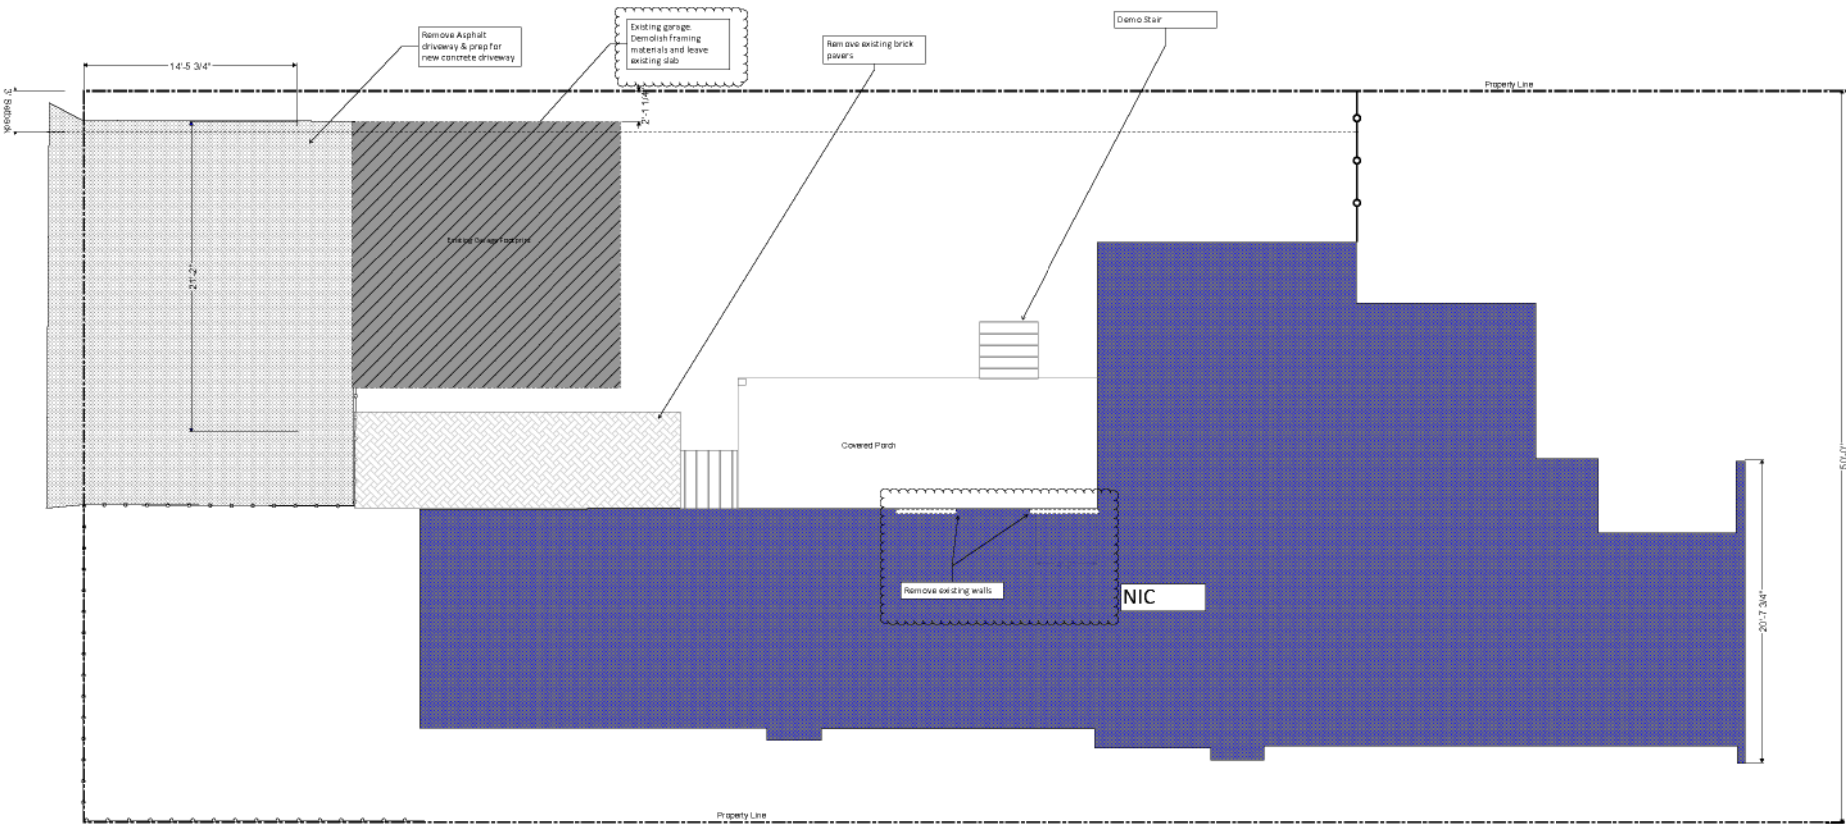 Demo Stair
Existing garage.
Demolish framing
materials and leave
existing slab
Remove Asphalt
driveway & prep for
new concrete driveway
Remove existing brick
pavers
14'-5 3/4"
Property Line
3' Setback
2'-1 1/4"
Existing Garage Footprint
21'-2"
Covered Porch
Remove existing walls
NIC
20'-7 3/4"
Property Line